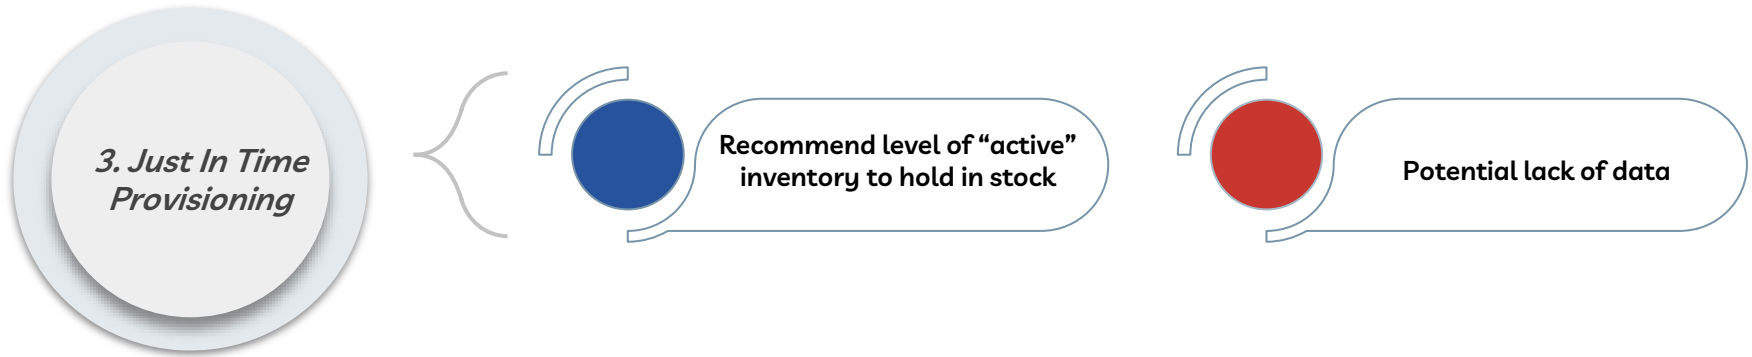 3. Just In Time
Provisioning
Recommend level of “active”
inventory to hold in stock
Potential lack of data